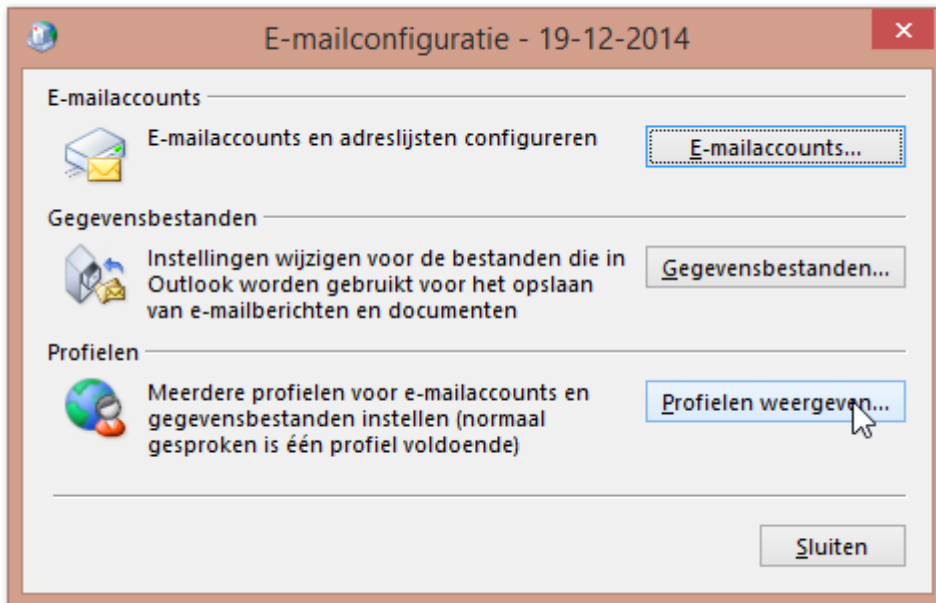 E-mailconfiguratie - 19-12-2014
E-mailaccounts
E-mailaccounts en adreslijsten configureren
E-mailaccounts...
Gegevensbestanden
Instellingen wijzigen voor de bestanden die in
Outlook worden gebruikt voor het opslaan
van e-mailberichten en documenten
Gegevensbestanden...
Profielen
Meerdere profielen voor e-mailaccounts en
gegevensbestanden instellen (normaal
gesproken is één profiel voldoende)
Profielen weergeven...
Sluiten